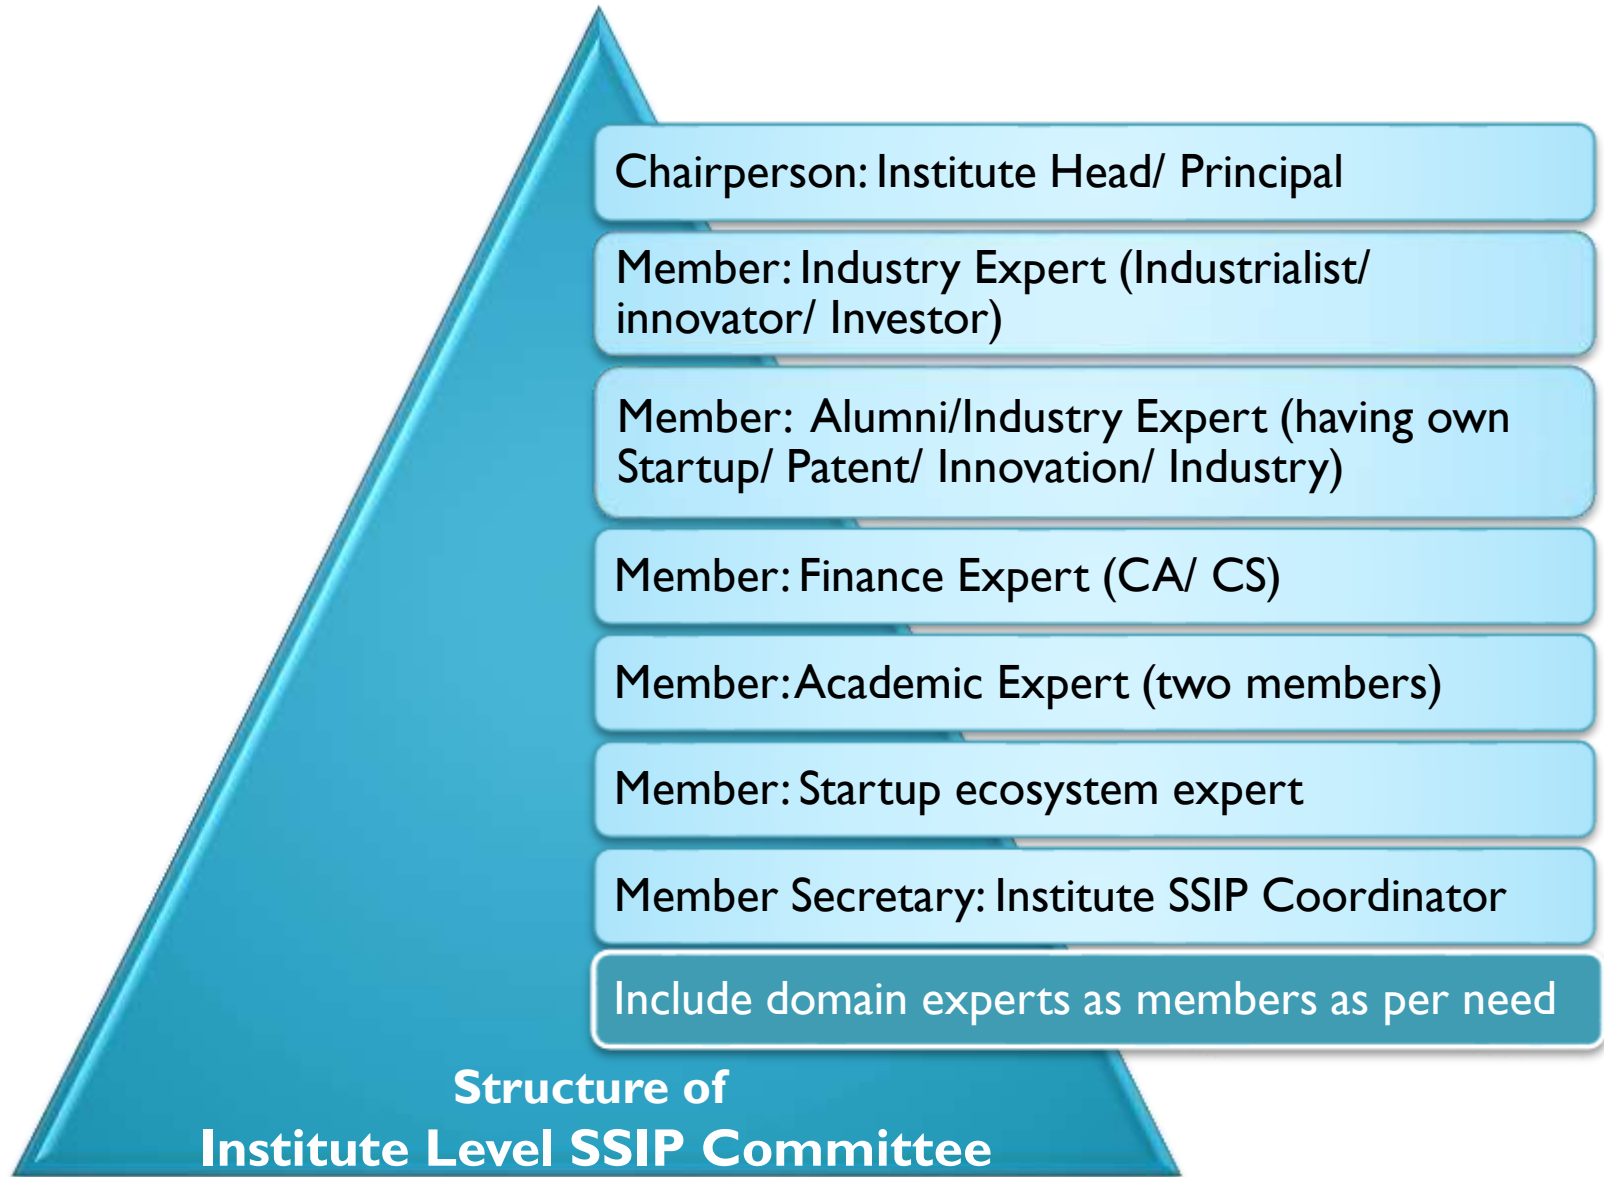 Chairperson: Institute Head/ Principal
Member: Industry Expert (Industrialist/
innovator/ Investor)
Member: Alumni/Industry Expert (having own
Startup/ Patent/ Innovation/ Industry)
Member: Finance Expert (CA/ CS)
Member: Academic Expert (two members)
Member: Startup ecosystem expert
Member Secretary: Institute SSIP Coordinator
Include domain experts as members as per need
Structure of
Institute Level SSIP Committee